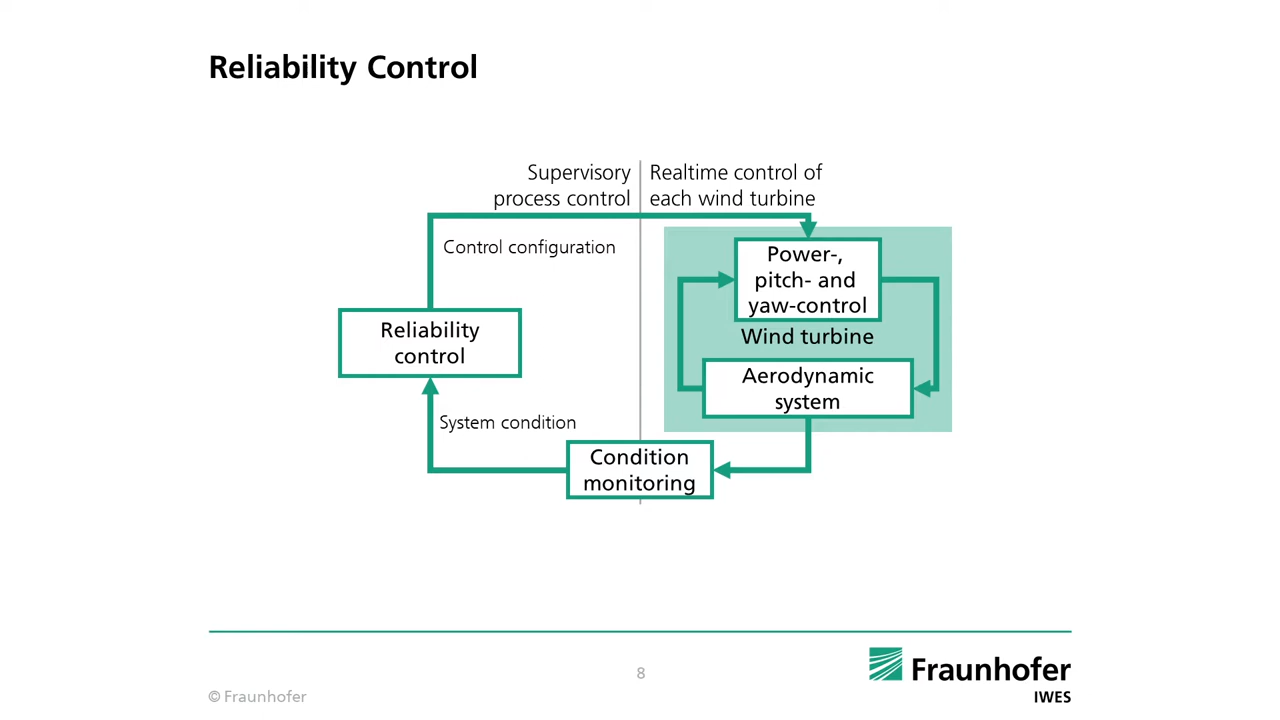 Reliability Control
Supervisory
process control
Realtime control of
each wind turbine
Control configuration
Power-,
pitch- and
yaw-control
Wind turbine
Reliability
control
Aerodynamic
system
System condition
Condition
monitoring
8
Fraunhofer
IWES
© Fraunhofer